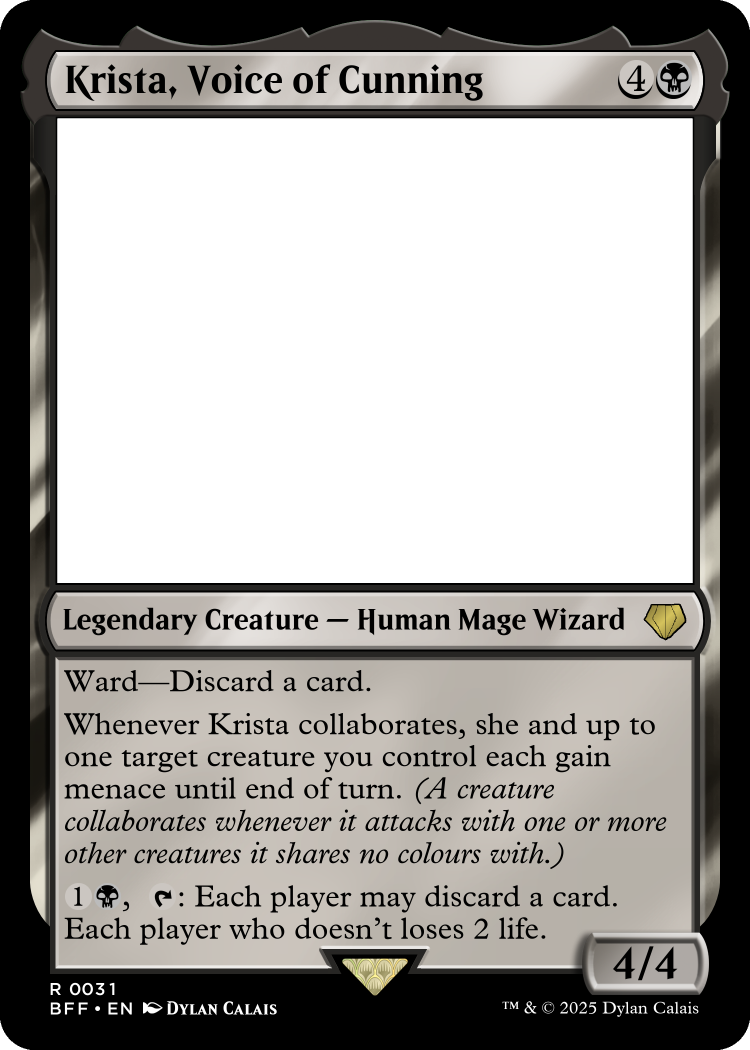 Krista, Voice of Cunning 4
Legendary Creature — Human Mage Wizard
Ward—Discard a card.
Whenever Krista collaborates, she and up to
one target creature you control each gain
menace until end of turn. (A creature
collaborates whenever it attacks with one or more
other creatures it shares no colours with.)
1, : Each player may discard a card.
Each player who doesn't loses 2 life.
4/4
R 0031
BFF • EN Dylan Calais
™ & © 2025 Dylan Calais